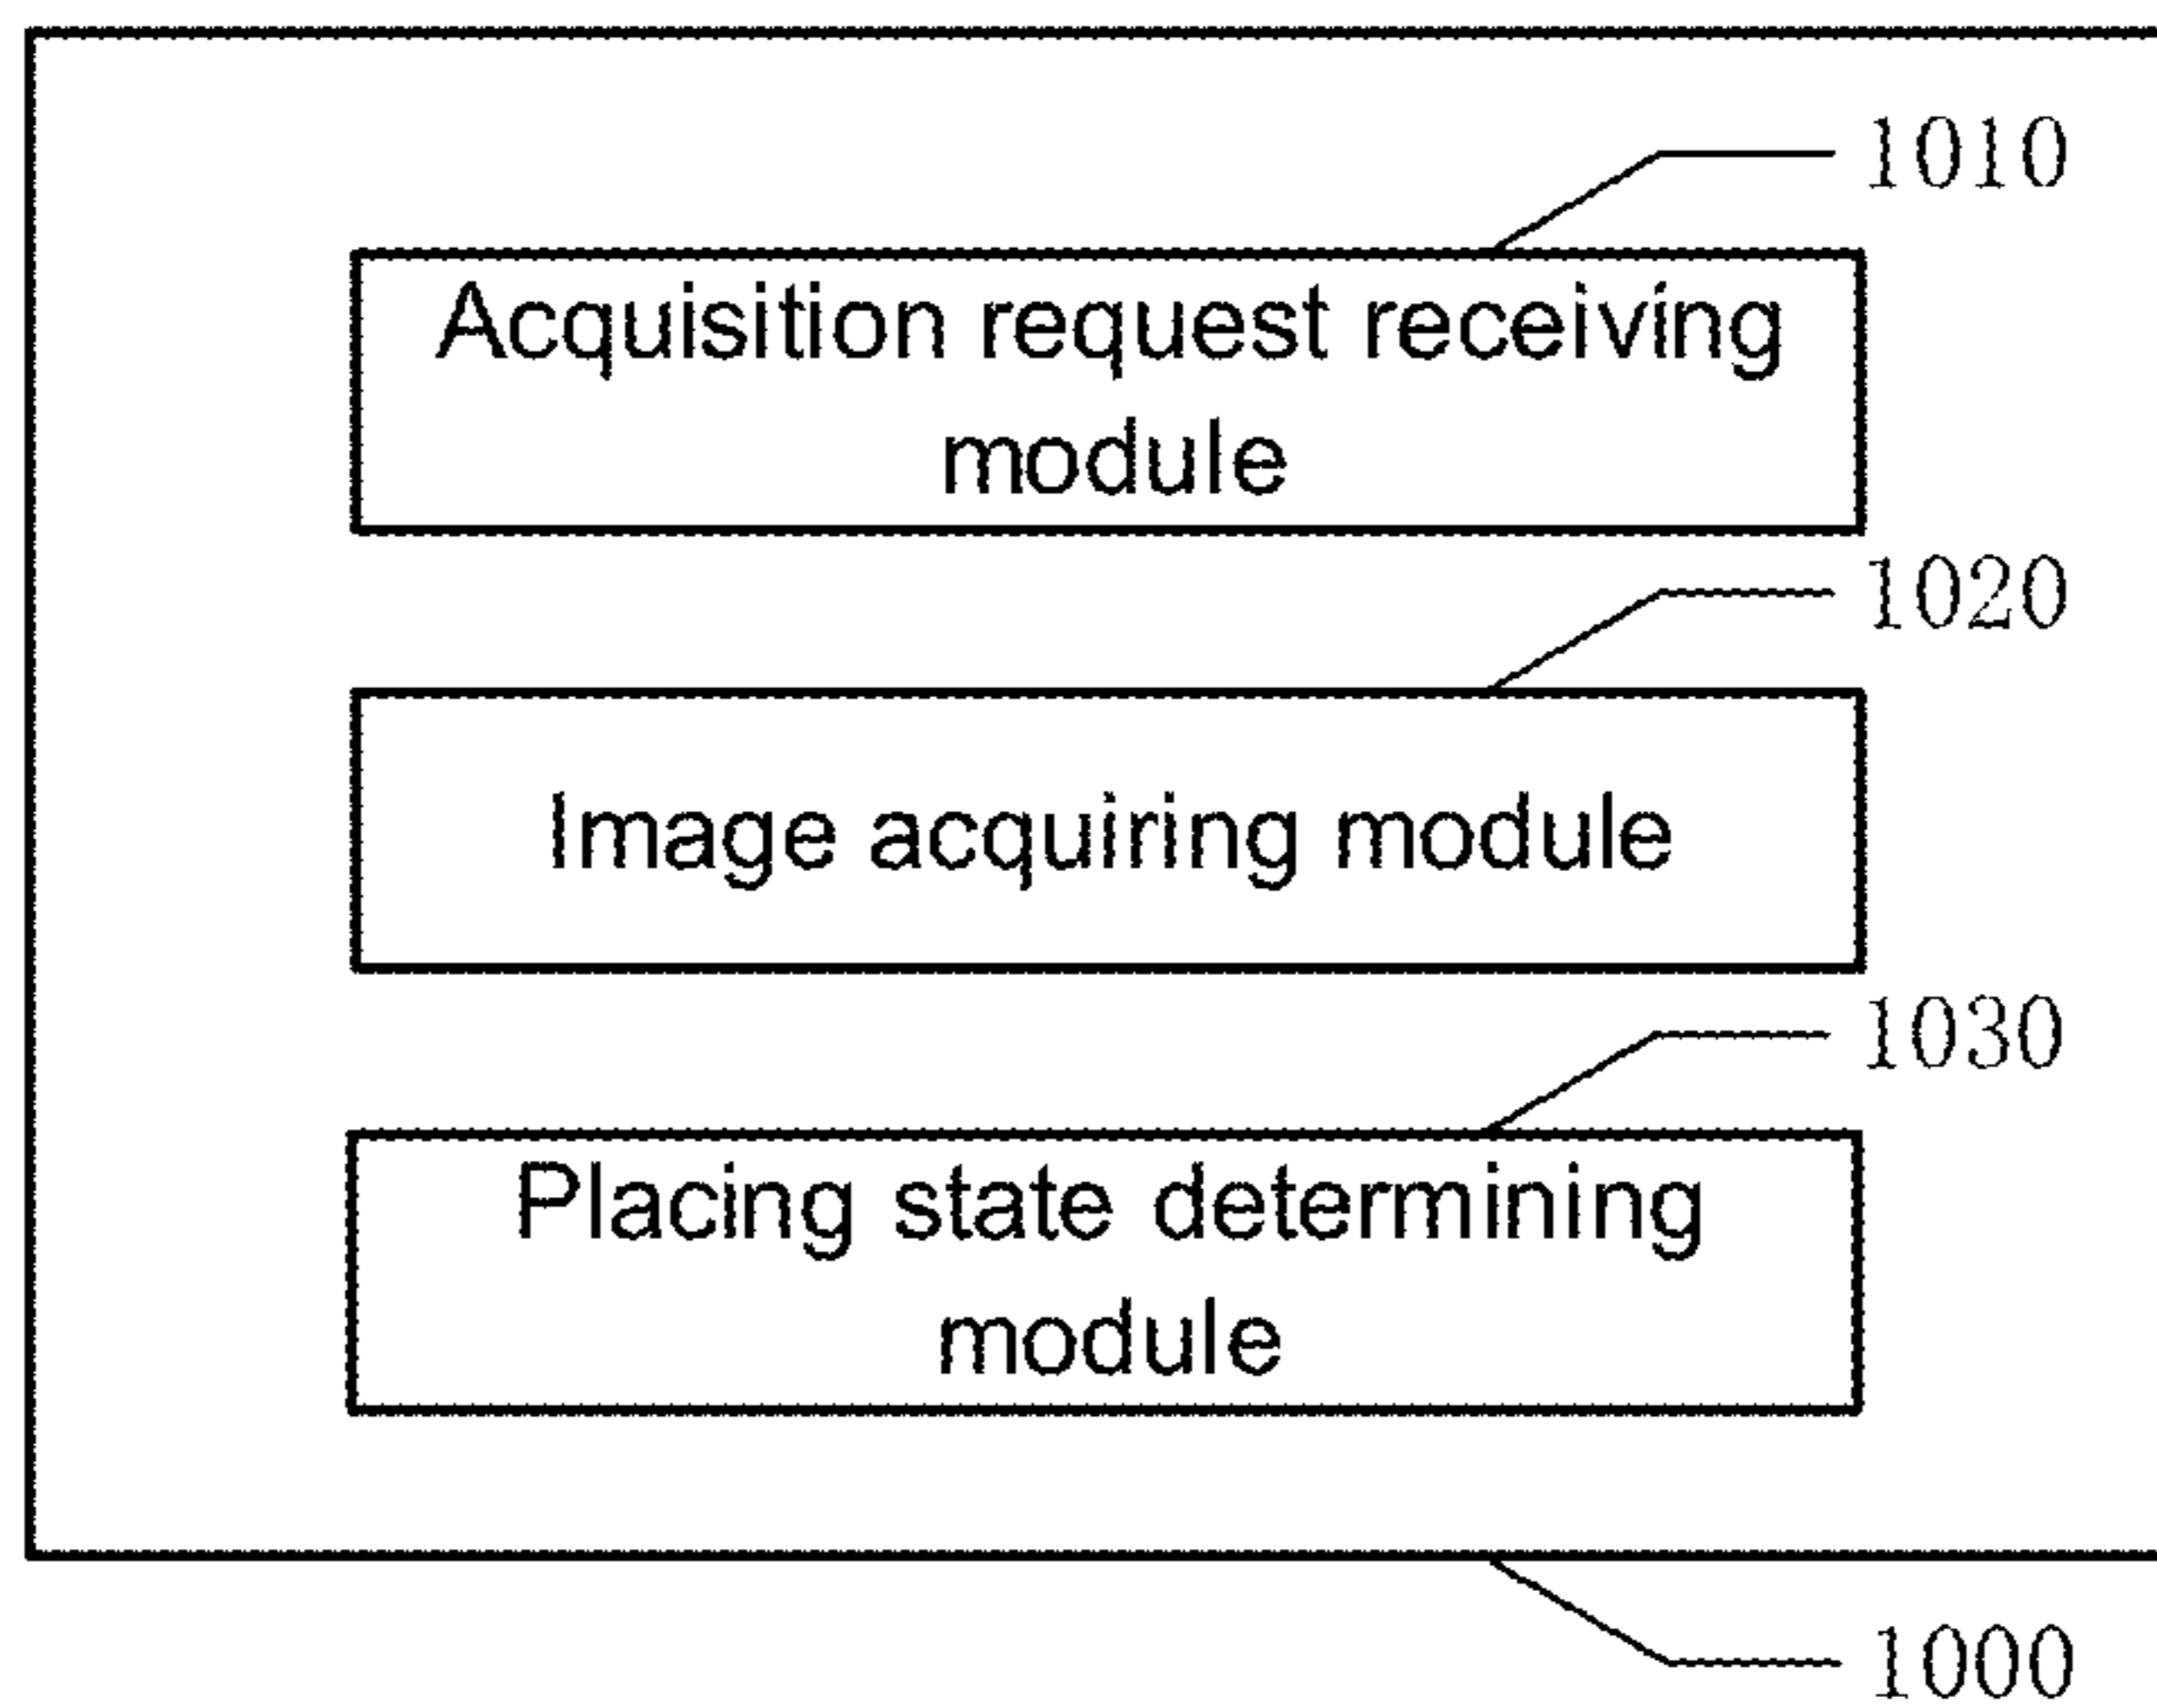 1010
Acquisition request receiving
module
1020
Image acquiring module
1030
Placing state determining
module
1000